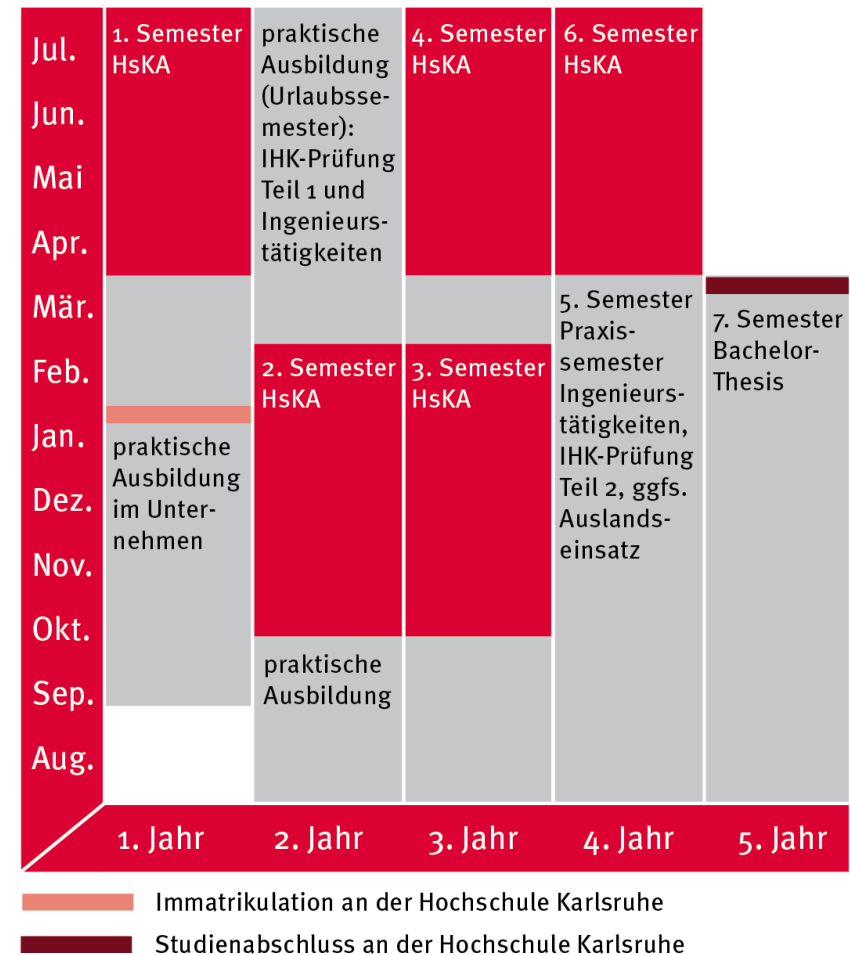 Jul.
Jun.
Mai
Apr.
Mär.
Feb.
Jan.
Dez.
Nov.
Okt.
Sep.
Aug.
1. Semester
HsKA
praktische
Ausbildung
im Unter-
nehmen
praktische
Ausbildung
(Urlaubsse-
mester):
IHK-Prüfung
Teil 1 und
Ingenieurs-
tätigkeiten
2. Semester
HsKA
praktische
Ausbildung
4. Semester
HsKA
3. Semester
HsKA
6. Semester
HsKA
5. Semester
Praxis-
semester
Ingenieurs-
tätigkeiten,
IHK-Prüfung
Teil 2, ggfs.
Auslands-
einsatz
7. Semester
Bachelor-
Thesis
1. Jahr
2. Jahr
3. Jahr
4. Jahr
5. Jahr
Immatrikulation an der Hochschule Karlsruhe
Studienabschluss an der Hochschule Karlsruhe